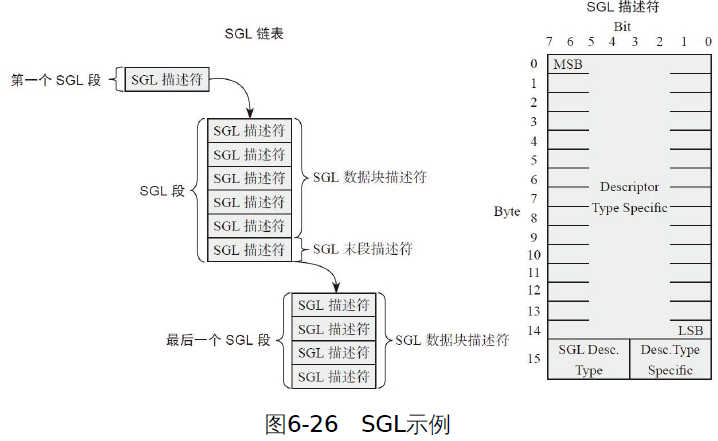 SGL 链表
第一个 SGL 段
SGL 描述符
SGL 段
SGL 描述符
SGL 描述符
SGL 描述符
SGL 描述符
SGL 描述符
SGL 描述符
SGL 数据块描述符
SGL 末段描述符
最后一个 SGL 段
SGL 描述符
SGL 描述符
SGL 描述符
SGL 描述符
SGL 数据块描述符
SGL 描述符
Bit
7 6 5 4 3 2 1 0
Byte
0 MSB
1
2
3
4
5
6
7
8
9
10
11
12
13
14 LSB
Descriptor
Type Specific
15
SGL Desc.
Type
Desc.Type
Specific
图6-26 SGL示例